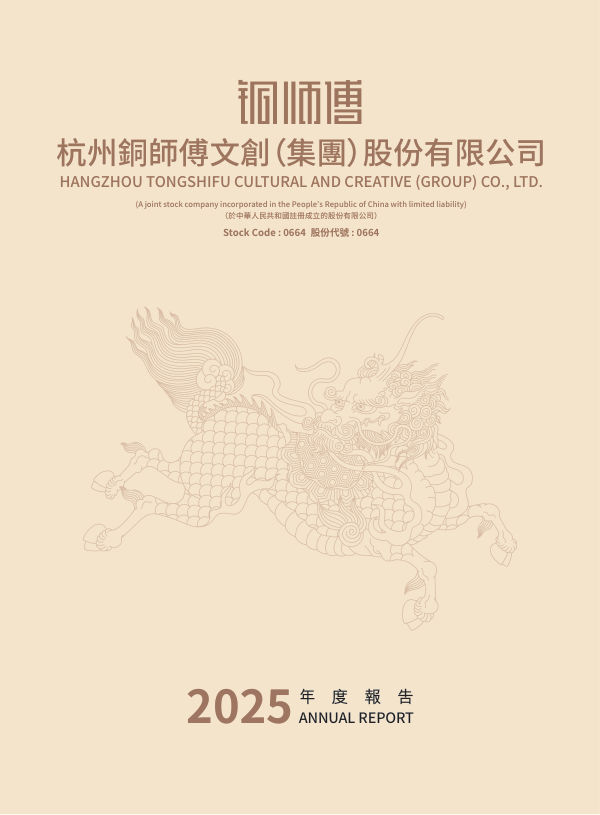 铜师傅
杭州銅師傅文創（集團）股份有限公司
HANGZHOU TONGSHIFU CULTURAL AND CREATIVE (GROUP) CO., LTD.
(A joint stock company incorporated in the People's Republic of China with limited liability)
（於中華人民共和國註冊成立的股份有限公司）
Stock Code : 0664 股份代號 : 0664
2025 年度報告
ANNUAL REPORT